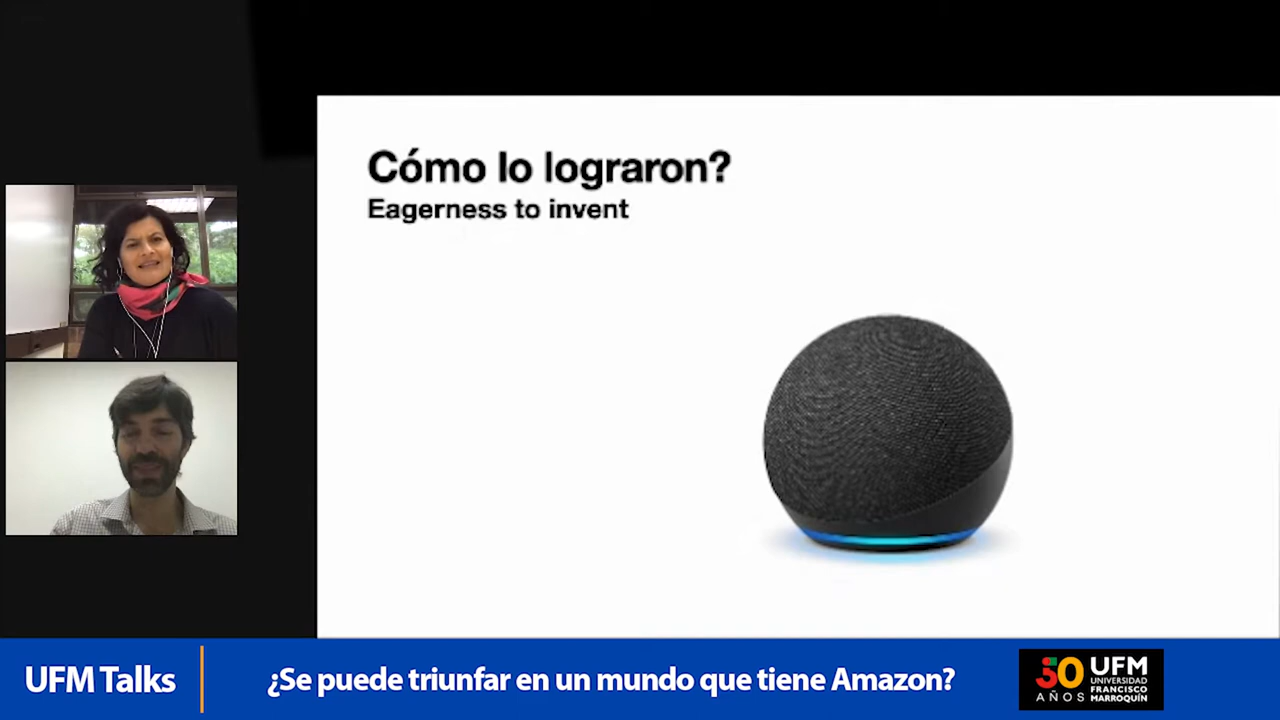 Cómo lo lograron?
Eagerness to invent
UFM Talks
¿Se puede triunfar en un mundo que tiene Amazon?
50
AÑOS
UFM
UNIVERSIDAD
FRANCISCO
MARROQUÍN